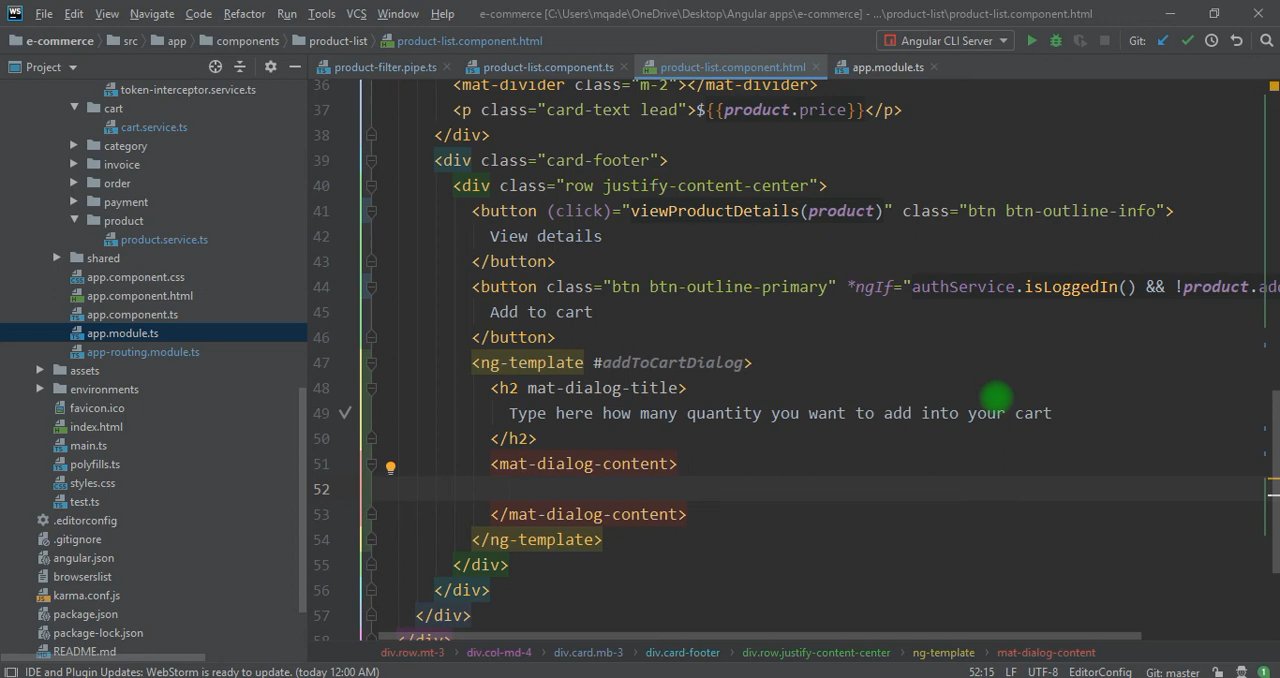 File Edit View Navigate Code Refactor Run Tools VCS Window Help e-commerce [C:\Users\mqade\OneDrive\Desktop\Angular apps\e-commerce] - ...\product-list\product-list.component.html
e-commerce src app components product-list product-list.component.html Angular CLI Server Git:
Project product-filter.pipe.ts product-list.component.ts product-list.component.html app.module.ts
token-interceptor.service.ts
cart
cart.service.ts
category
invoice
order
payment
product
product.service.ts
shared
app.component.css
app.component.html
app.component.ts
app.module.ts
app-routing.module.ts
assets
environments
favicon.ico
index.html
main.ts
polyfills.ts
styles.css
test.ts
.editorconfig
.gitignore
angular.json
browserslist
karma.conf.js
package.json
package-lock.json
README.md
36 <mat-divider class="m-2"></mat-divider>
37 <p class="card-text lead">${{product.price}}</p>
38 </div>
39 <div class="card-footer">
40 <div class="row justify-content-center">
41 <button (click)="viewProductDetails(product)" class="btn btn-outline-info">
42 View details
43 </button>
44 <button class="btn btn-outline-primary" *ngIf="authService.isLoggedIn() && !product.
45 Add to cart
46 </button>
47 <ng-template #addToCartDialog>
48 <h2 mat-dialog-title>
49 Type here how many quantity you want to add into your cart
50 </h2>
51 <mat-dialog-content>
52
53 </mat-dialog-content>
54 </ng-template>
55 </div>
56 </div>
57 </div>
58 </div>
div.row.mt-3 div.col-md-4 div.card.mb-3 div.card-footer div.row.justify-content-center ng-template mat-dialog-content
IDE and Plugin Updates: WebStorm is ready to update. (today 12:00 AM) 52:15 LF UTF-8 EditorConfig Git: master 1